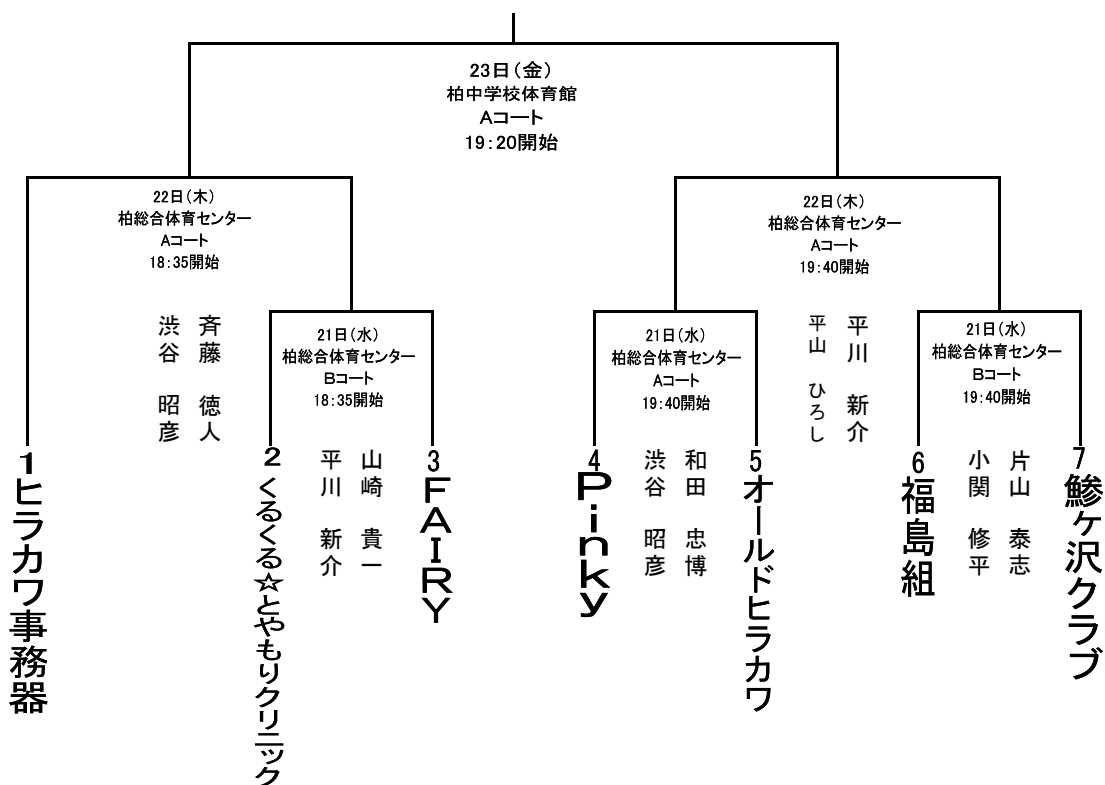 23日(金)
柏中学校体育館
Aコート
19:20開始
22日(木)
柏総合体育センター
Aコート
18:35開始
22日(木)
柏総合体育センター
Aコート
19:40開始
斉藤 徳人
渋谷 昭彦
平川 新介
平山 ひろし
21日(水)
柏総合体育センター
Bコート
18:35開始
21日(水)
柏総合体育センター
Aコート
19:40開始
21日(水)
柏総合体育センター
Bコート
19:40開始
1 ヒラカワ事務器
2 くるくる☆とやもりクリニック
山崎 貴一
平川 新介
3 FAIRY
4 Pinky
和田 忠博
渋谷 昭彦
5 オールドヒラカワ
6 福島組
片山 泰志
小関 修平
7 鯵ヶ沢クラブ